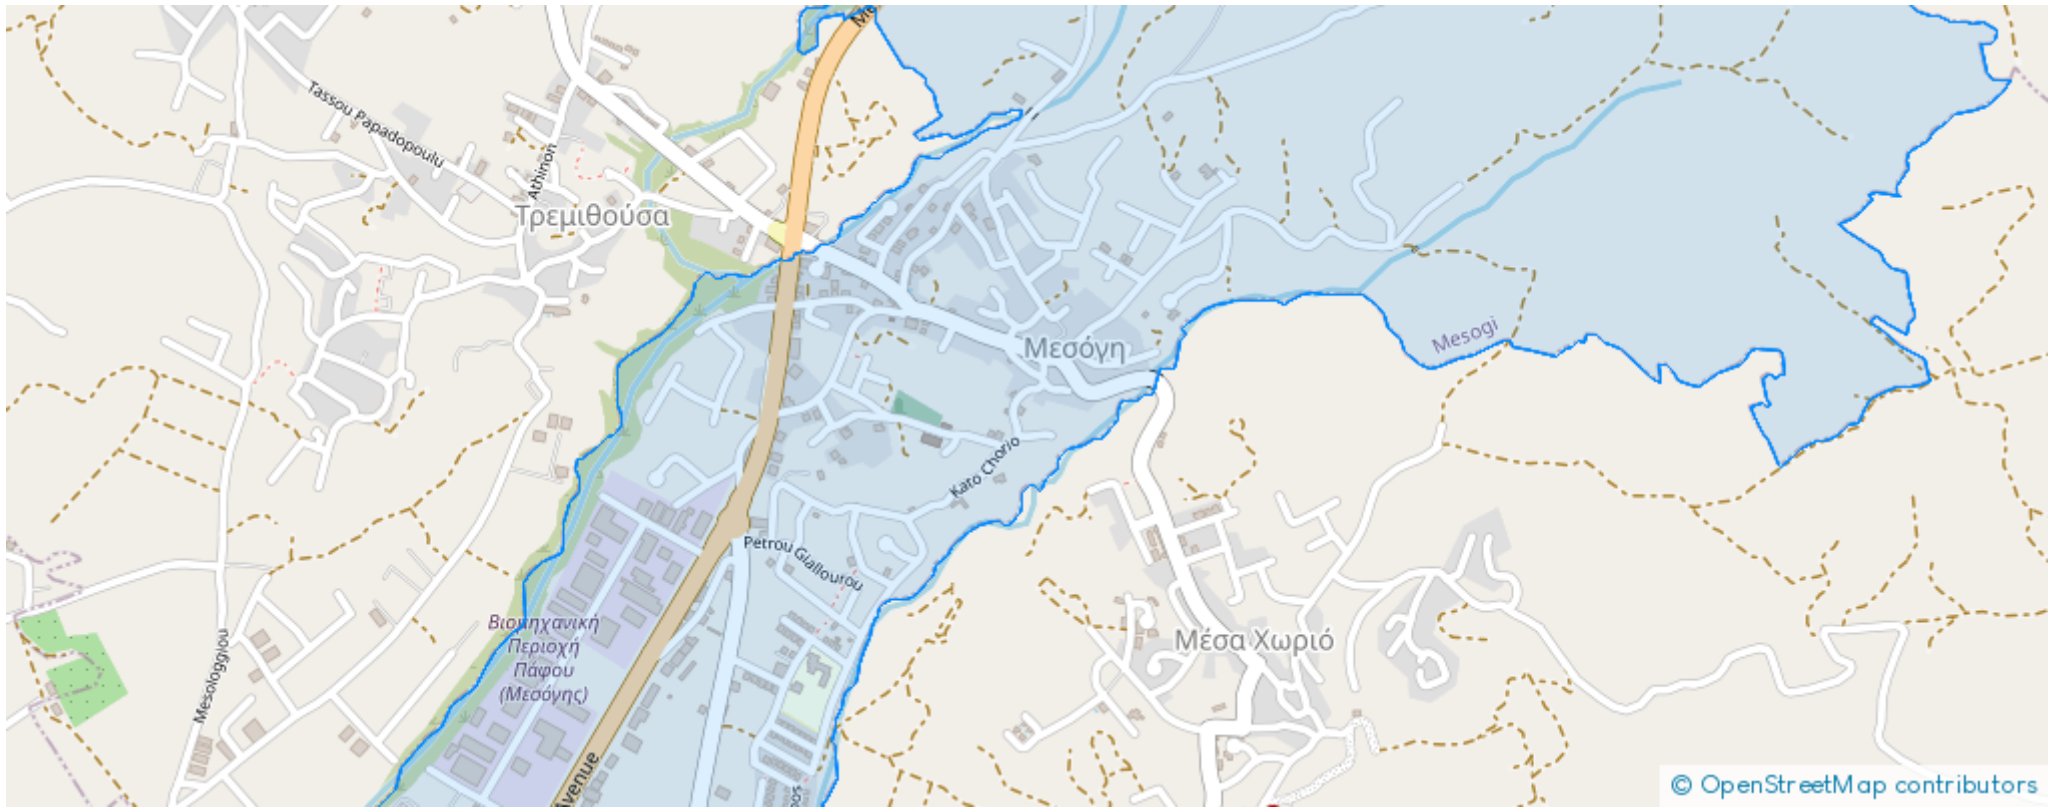 Tassou Papadopoulu
Athinon
Τρεμιθούσα
Mesogi
Μεσόγη
Kato Chorio
Petrou Giallourou
Βιομηχανική
Περιοχή
Πάφου
(Μεσόγης)
Μέσα Χωριό
Mesologgiou
Avenue
© OpenStreetMap contributors